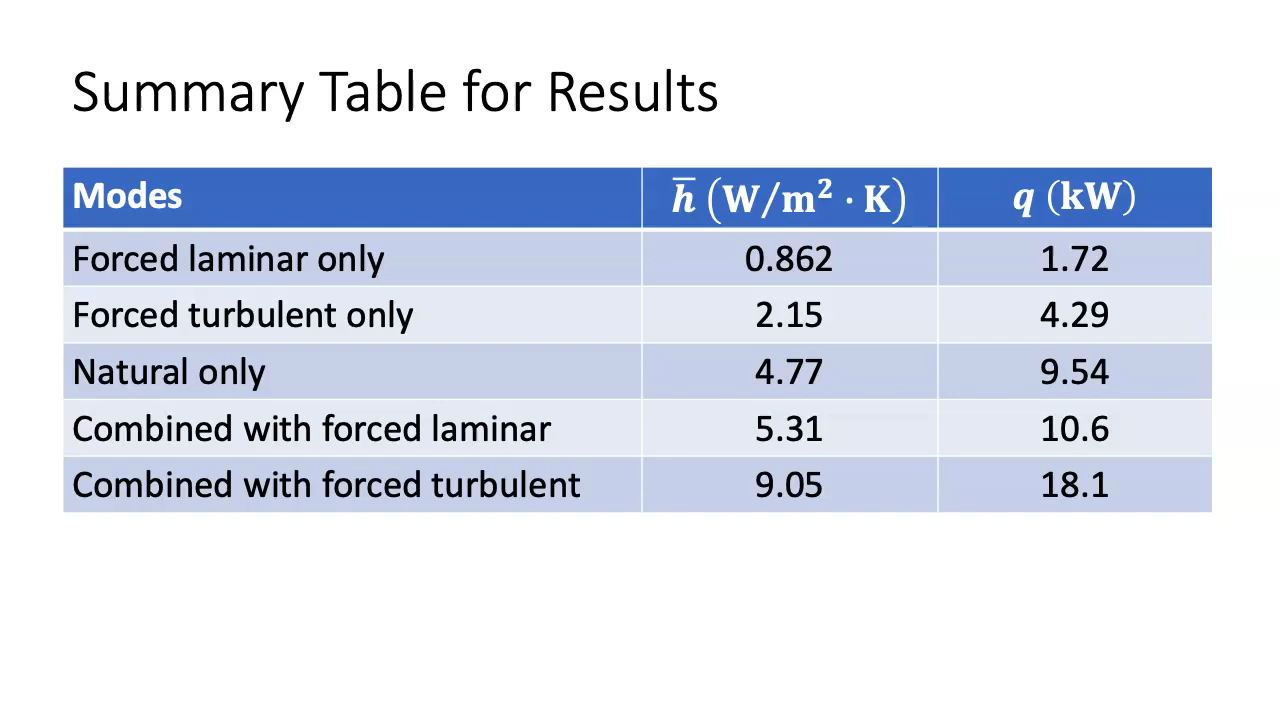 Summary Table for Results
Modes h̅ (W/m² · K) q (kW)
Forced laminar only 0.862 1.72
Forced turbulent only 2.15 4.29
Natural only 4.77 9.54
Combined with forced laminar 5.31 10.6
Combined with forced turbulent 9.05 18.1